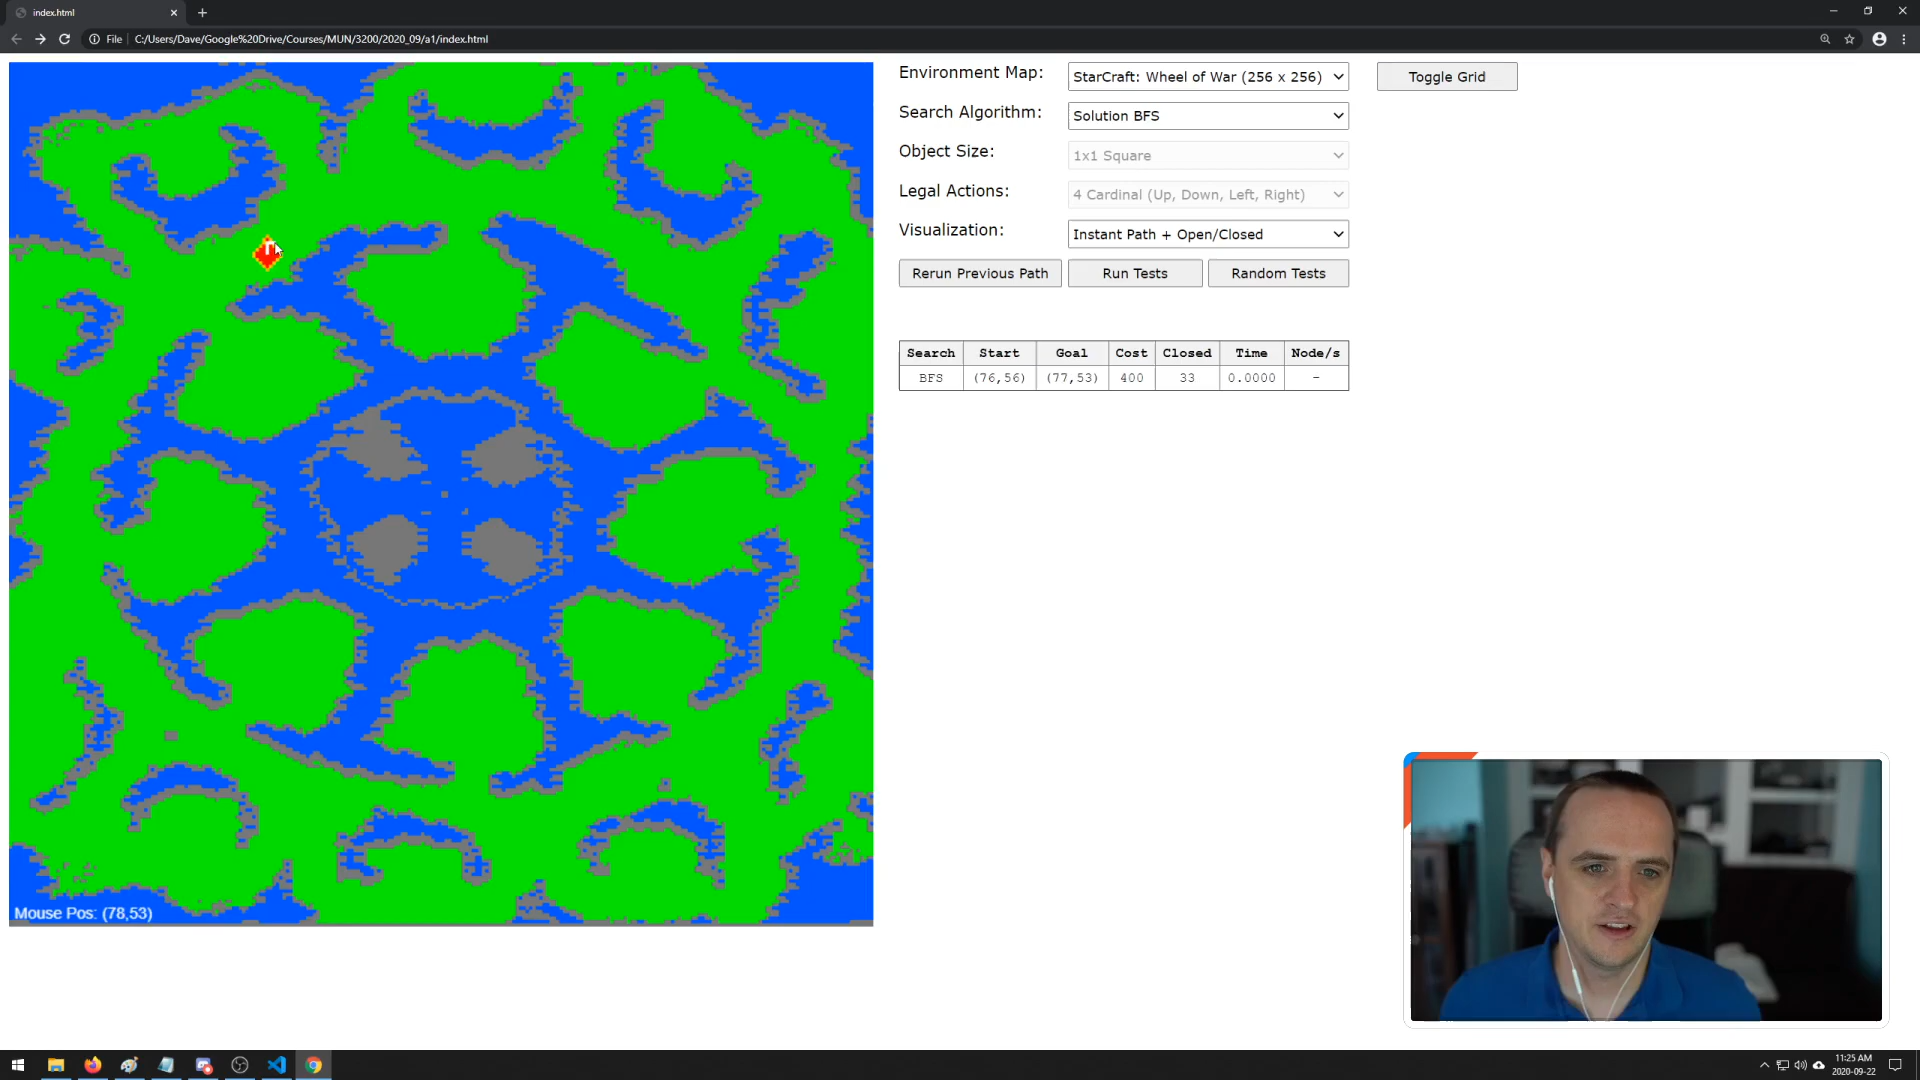 index.html
File
C:/Users/Dave/Google%20Drive/Courses/MUN/3200/2020_09/a1/index.html
Environment Map:
StarCraft: Wheel of War (256 x 256)
Toggle Grid
Search Algorithm:
Solution BFS
Object Size:
1x1 Square
Legal Actions:
4 Cardinal (Up, Down, Left, Right)
Visualization:
Instant Path + Open/Closed
Rerun Previous Path
Run Tests
Random Tests
Search Start Goal Cost Closed Time Node/s
BFS (76,56) (77,53) 400 33 0.0000 -
Mouse Pos: (78,53)
11:25 AM
2020-09-22